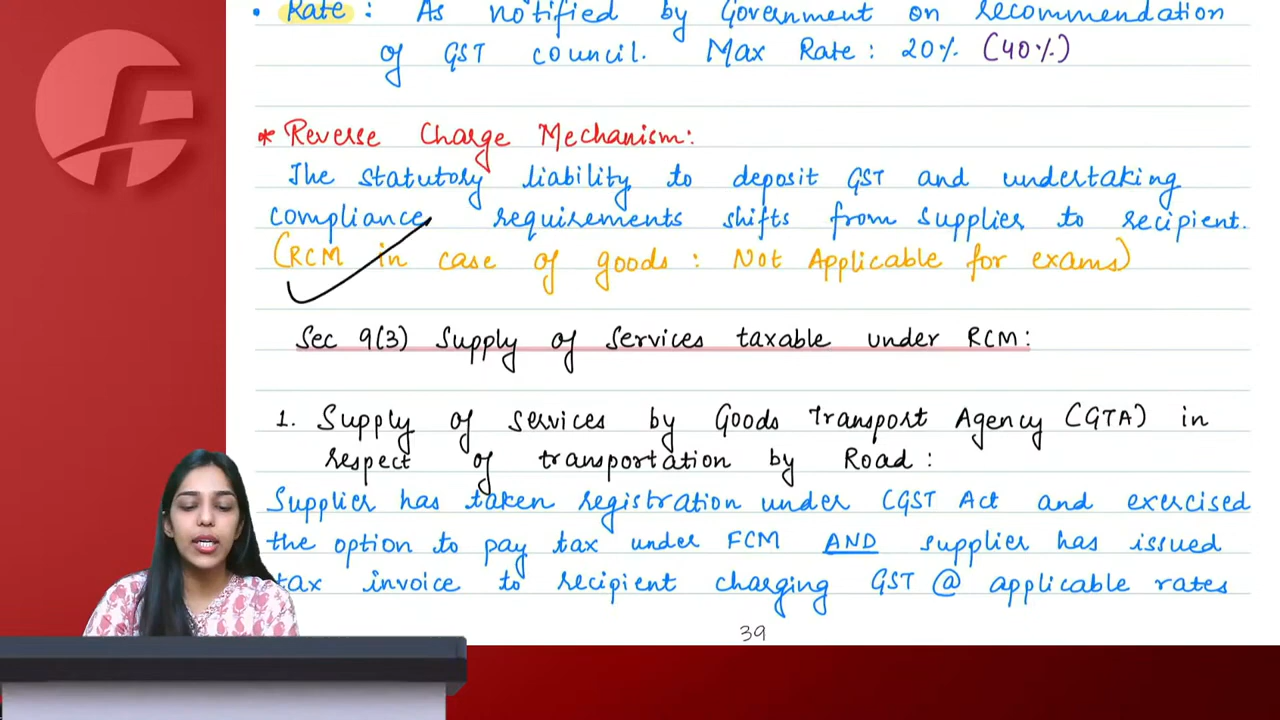 • Rate : As notified by Government on recommendation
of GST council. Max Rate : 20% (40%)
* Reverse Charge Mechanism:
The statutory liability to deposit GST and undertaking
compliance requirements shifts from supplier to recipient.
(RCM in case of goods : Not Applicable for exams)
Sec 9(3) Supply of Services taxable under RCM:
1. Supply of services by Goods Transport Agency (GTA) in
respect of transportation by Road :
Supplier has taken registration under CGST Act and exercised
the option to pay tax under FCM AND supplier has issued
tax invoice to recipient charging GST @ applicable rates
39